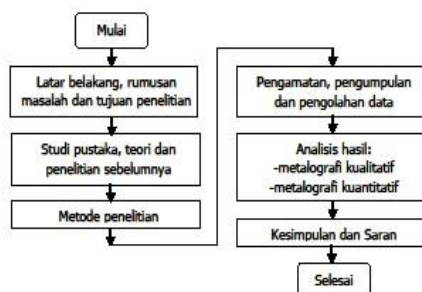 Mulai
Latar belakang, rumusan
masalah dan tujuan penelitian
Studi pustaka, teori dan
penelitian sebelumnya
Metode penelitian
Pengamatan, pengumpulan
dan pengolahan data
Analisis hasil:
-metalografi kualitatif
-metalografi kuantitatif
Kesimpulan dan Saran
Selesai